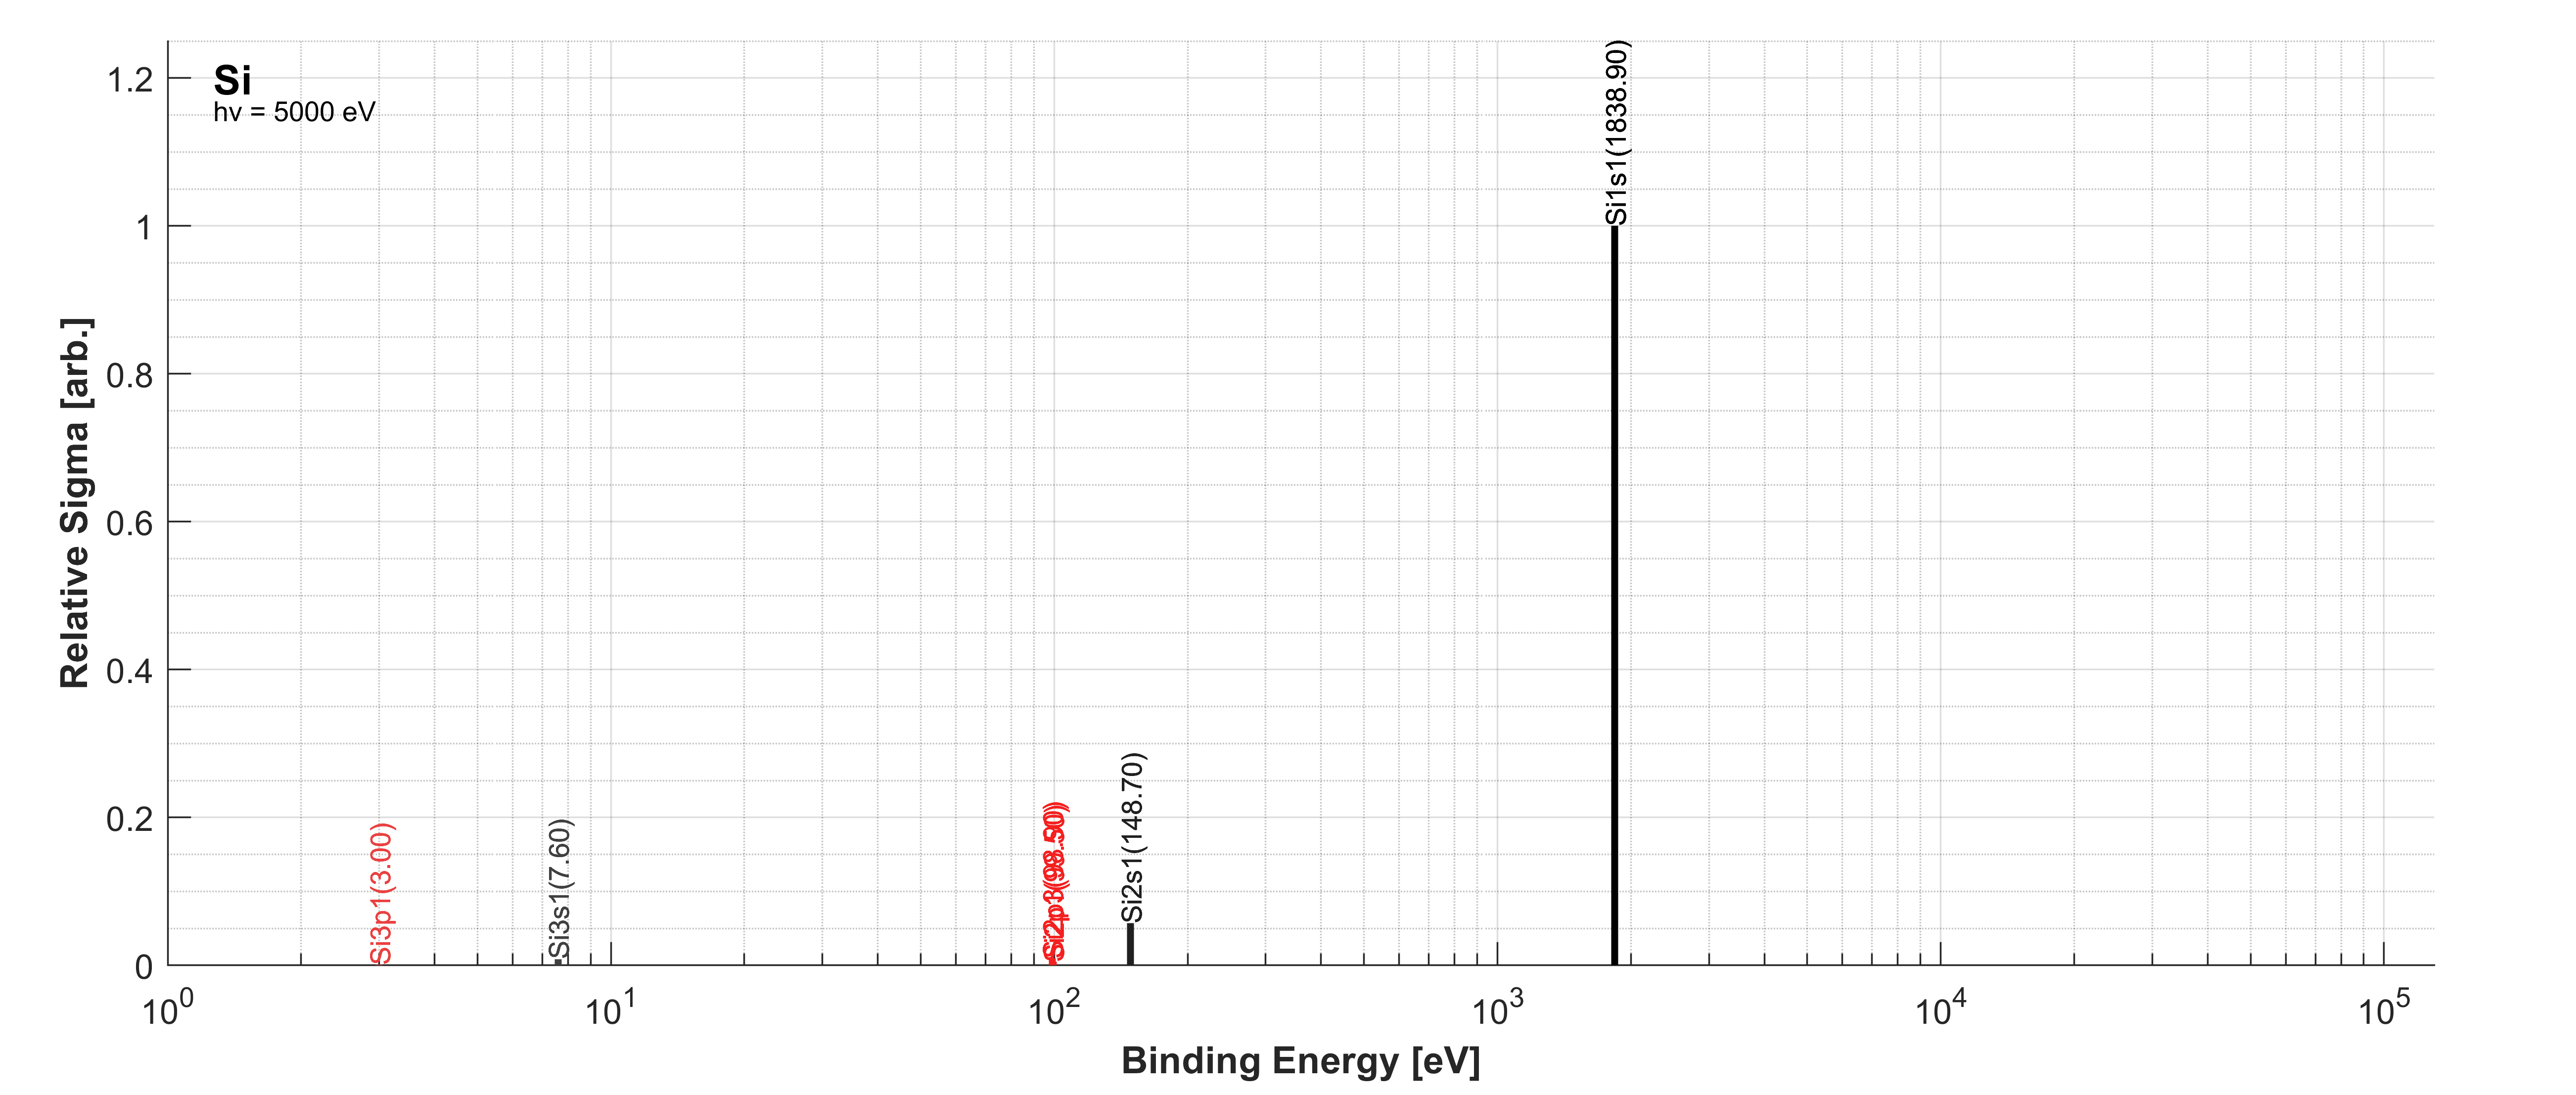 Si
hv = 5000 eV
Relative Sigma [arb.]
1.2
1
0.8
0.6
0.4
0.2
0
Si3p1(3.00)
Si3s1(7.60)
Si2s1(148.70)
Si1s1(1838.90)
10^0
10^1
10^2
10^3
10^4
10^5
Binding Energy [eV]